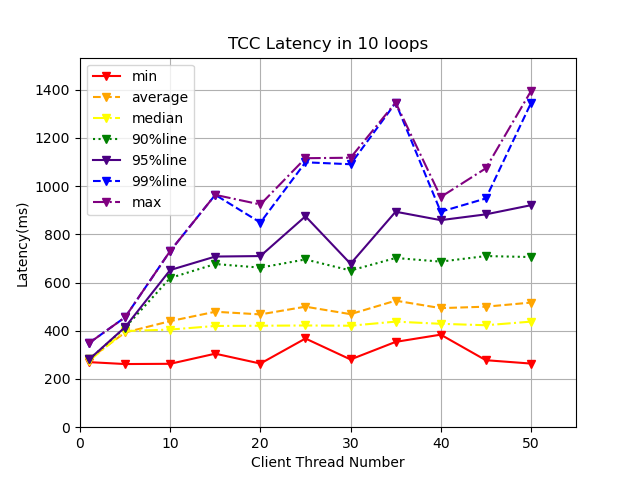 TCC Latency in 10 loops
min
average
median
90%line
95%line
99%line
max
1400
1200
1000
800
600
400
200
0
Latency(ms)
0 10 20 30 40 50
Client Thread Number